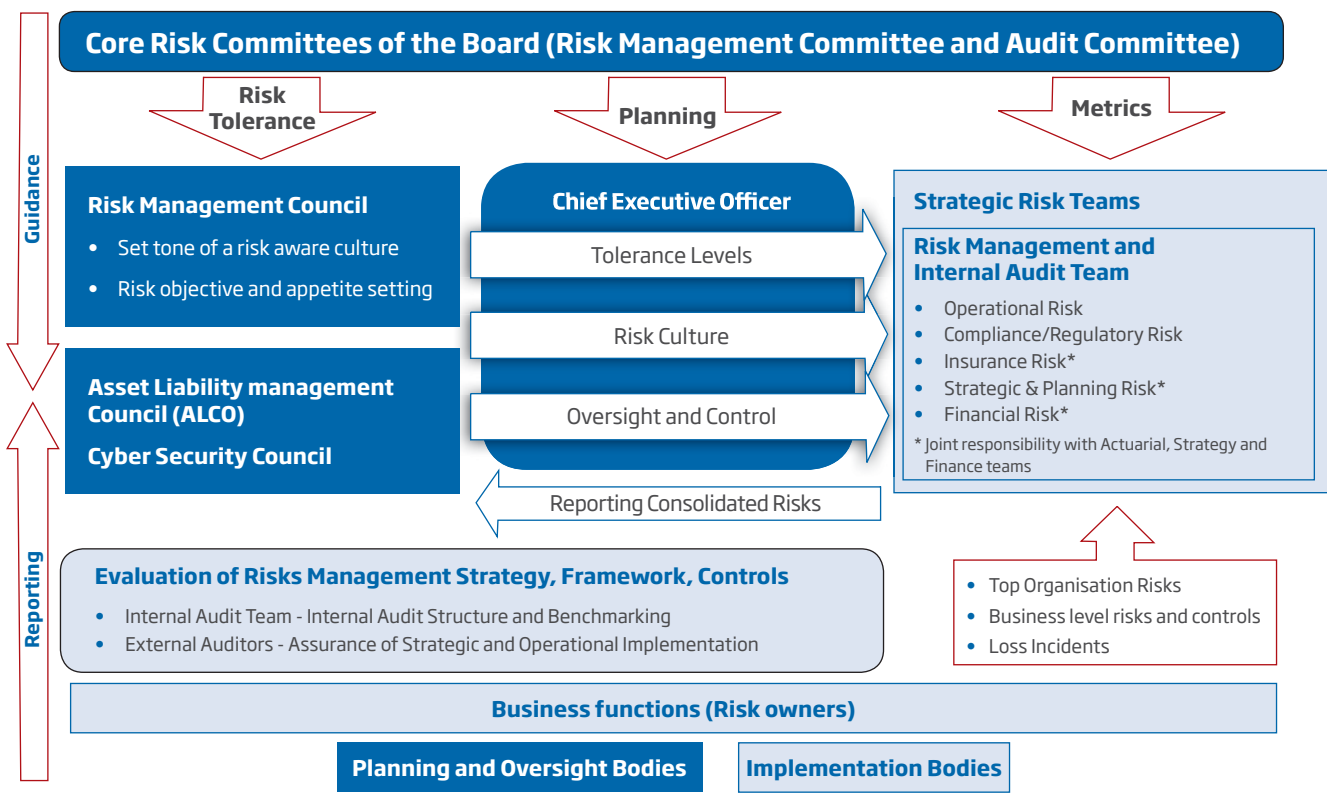 Core Risk Committees of the Board (Risk Management Committee and Audit Committee)
Risk
Tolerance
Planning
Metrics
Guidance
Risk Management Council
• Set tone of a risk aware culture
• Risk objective and appetite setting
Asset Liability management
Council (ALCO)
Cyber Security Council
Chief Executive Officer
Tolerance Levels
Risk Culture
Oversight and Control
Reporting Consolidated Risks
Strategic Risk Teams
Risk Management and
Internal Audit Team
• Operational Risk
• Compliance/Regulatory Risk
• Insurance Risk*
• Strategic & Planning Risk*
• Financial Risk*
* Joint responsibility with Actuarial, Strategy and
Finance teams
Reporting
Evaluation of Risks Management Strategy, Framework, Controls
• Internal Audit Team - Internal Audit Structure and Benchmarking
• External Auditors - Assurance of Strategic and Operational Implementation
• Top Organisation Risks
• Business level risks and controls
• Loss Incidents
Business functions (Risk owners)
Planning and Oversight Bodies
Implementation Bodies